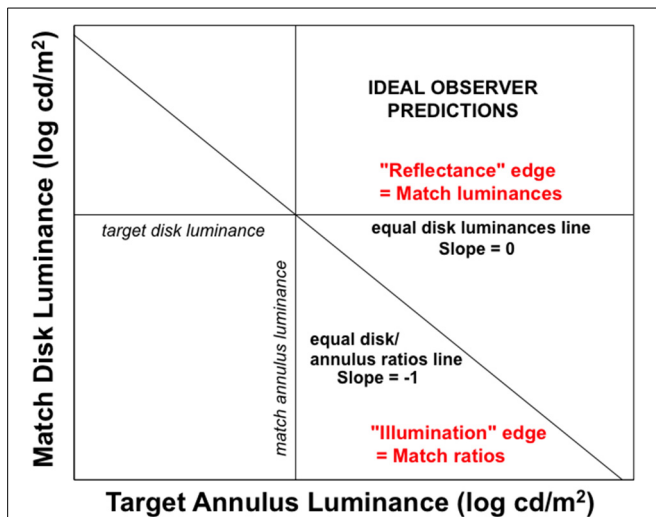 Match Disk Luminance (log cd/m²)
IDEAL OBSERVER
PREDICTIONS
"Reflectance" edge
= Match luminances
target disk luminance
equal disk luminances line
Slope = 0
match annulus luminance
equal disk/
annulus ratios line
Slope = -1
"Illumination" edge
= Match ratios
Target Annulus Luminance (log cd/m²)